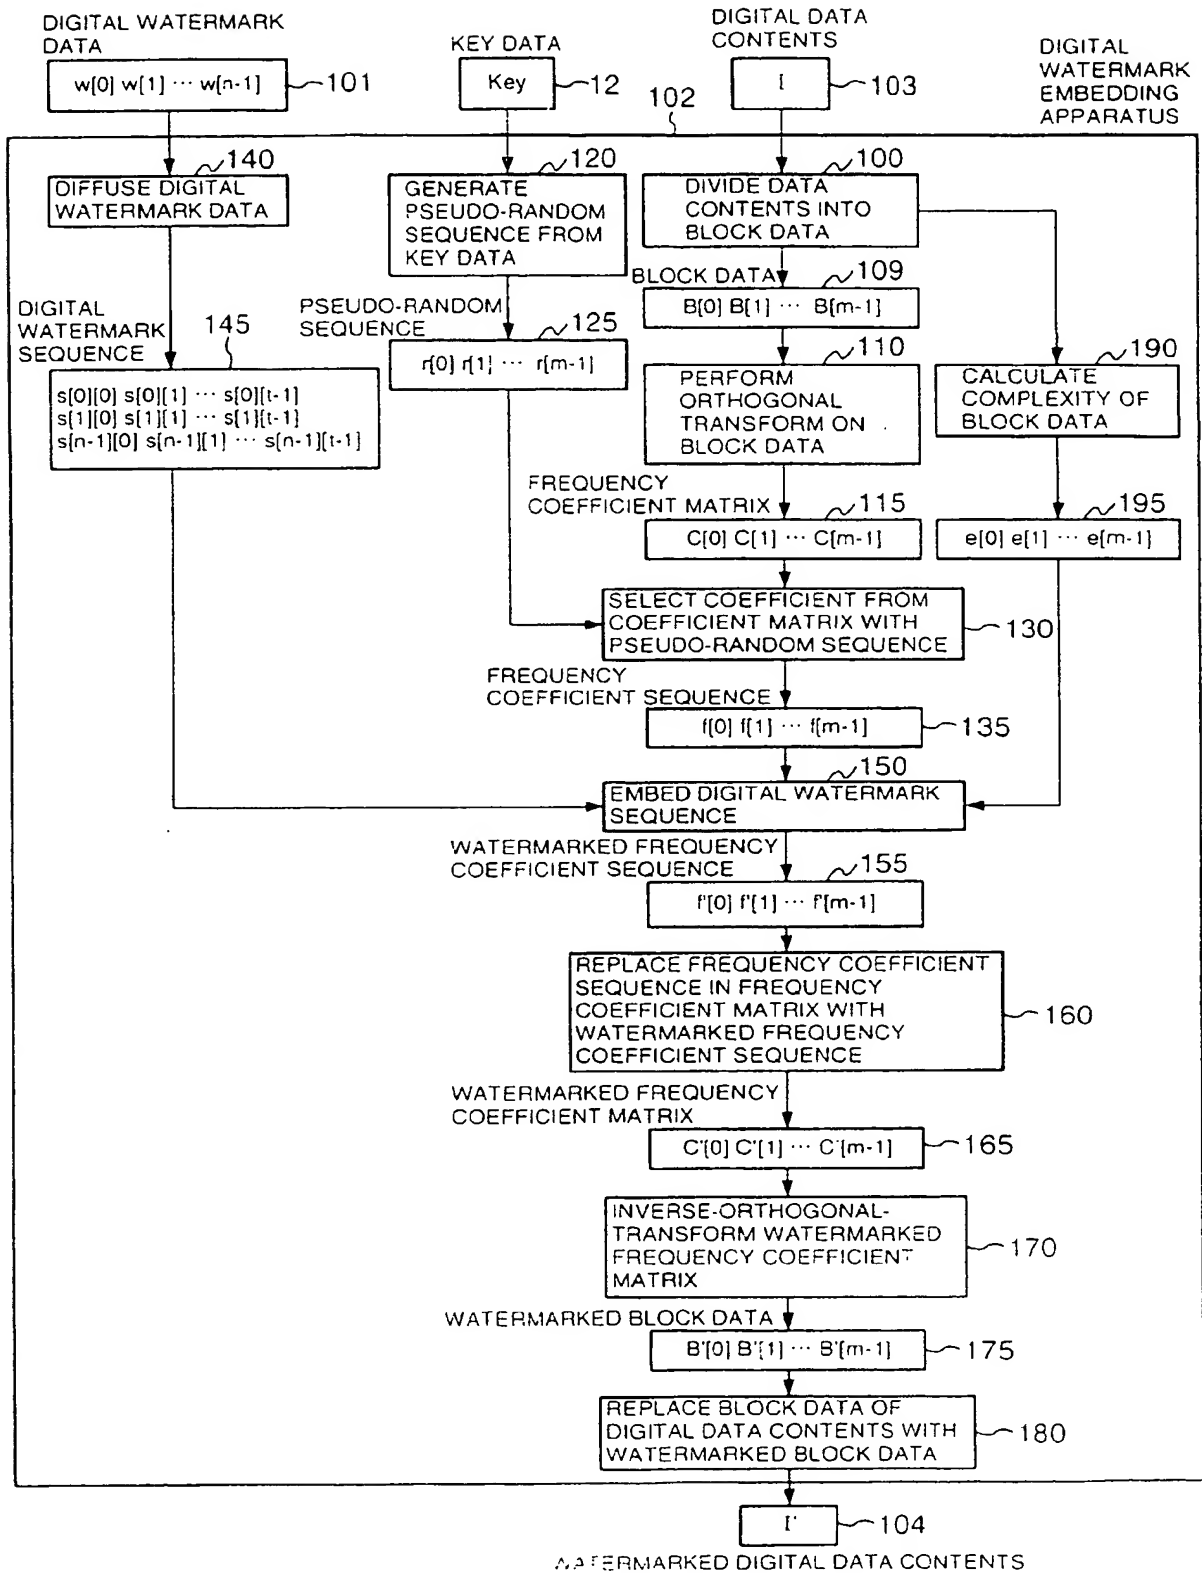 DIGITAL WATERMARK
DATA
w[0] w[1] ··· w[n-1]
101
KEY DATA
Key
12
DIGITAL DATA
CONTENTS
I
103
DIGITAL
WATERMARK
EMBEDDING
APPARATUS
102
140
DIFFUSE DIGITAL
WATERMARK DATA
120
GENERATE
PSEUDO-RANDOM
SEQUENCE FROM
KEY DATA
100
DIVIDE DATA
CONTENTS INTO
BLOCK DATA
BLOCK DATA
109
B[0] B[1] ··· B[m-1]
DIGITAL
WATERMARK
SEQUENCE
145
s[0][0] s[0][1] ··· s[0][t-1]
s[1][0] s[1][1] ··· s[1][t-1]
s[n-1][0] s[n-1][1] ··· s[n-1][t-1]
PSEUDO-RANDOM
SEQUENCE
125
r[0] r[1] ··· r[m-1]
110
PERFORM
ORTHOGONAL
TRANSFORM ON
BLOCK DATA
190
CALCULATE
COMPLEXITY OF
BLOCK DATA
FREQUENCY
COEFFICIENT MATRIX
115
C[0] C[1] ··· C[m-1]
195
e[0] e[1] ··· e[m-1]
SELECT COEFFICIENT FROM
COEFFICIENT MATRIX WITH
PSEUDO-RANDOM SEQUENCE
130
FREQUENCY
COEFFICIENT SEQUENCE
f[0] f[1] ··· f[m-1]
135
150
EMBED DIGITAL WATERMARK
SEQUENCE
WATERMARKED FREQUENCY
COEFFICIENT SEQUENCE
155
f'[0] f'[1] ··· f'[m-1]
REPLACE FREQUENCY COEFFICIENT
SEQUENCE IN FREQUENCY
COEFFICIENT MATRIX WITH
WATERMARKED FREQUENCY
COEFFICIENT SEQUENCE
160
WATERMARKED FREQUENCY
COEFFICIENT MATRIX
C'[0] C'[1] ··· C'[m-1]
165
INVERSE-ORTHOGONAL-
TRANSFORM WATERMARKED
FREQUENCY COEFFICIENT
MATRIX
170
WATERMARKED BLOCK DATA
B'[0] B'[1] ··· B'[m-1]
175
REPLACE BLOCK DATA OF
DIGITAL DATA CONTENTS WITH
WATERMARKED BLOCK DATA
180
I'
104
WATERMARKED DIGITAL DATA CONTENTS